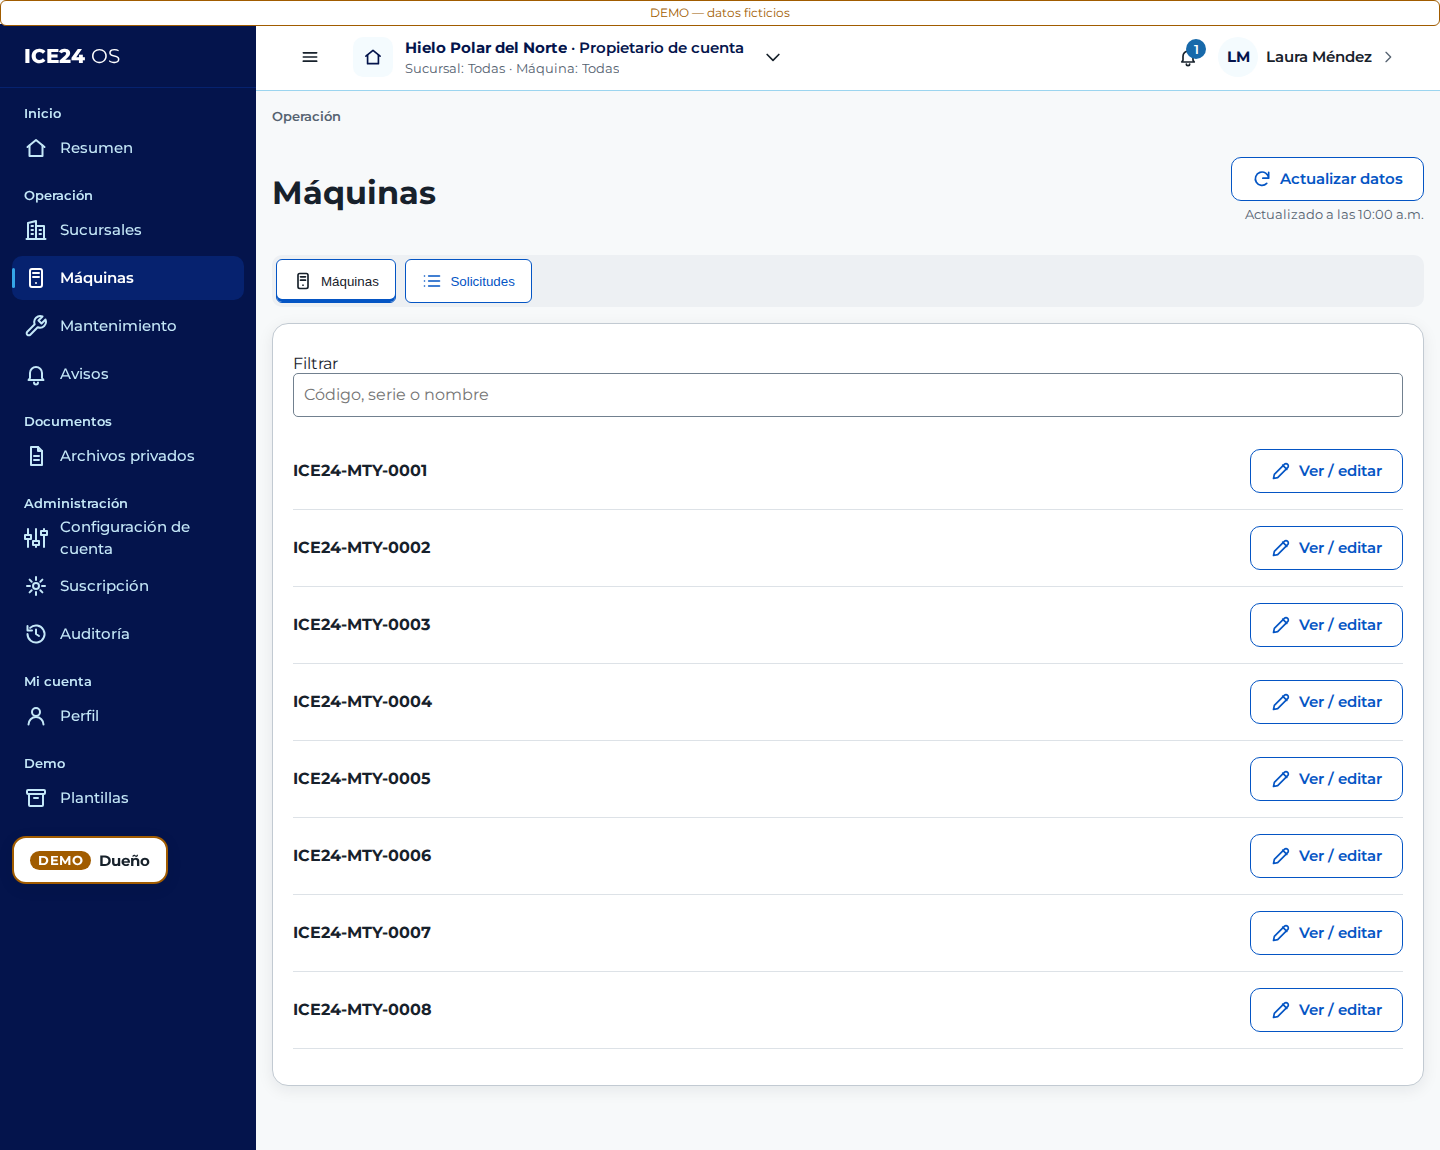 DEMO — datos ficticios
ICE24 OS
Inicio
Resumen
Operación
Sucursales
Máquinas
Mantenimiento
Avisos
Documentos
Archivos privados
Administración
Configuración de
cuenta
Suscripción
Auditoría
Mi cuenta
Perfil
Demo
Plantillas
DEMO Dueño
Hielo Polar del Norte · Propietario de cuenta
Sucursal: Todas · Máquina: Todas
1
LM Laura Méndez
Operación
Máquinas
Actualizar datos
Actualizado a las 10:00 a.m.
Máquinas
Solicitudes
Filtrar
Código, serie o nombre
ICE24-MTY-0001 Ver / editar
ICE24-MTY-0002 Ver / editar
ICE24-MTY-0003 Ver / editar
ICE24-MTY-0004 Ver / editar
ICE24-MTY-0005 Ver / editar
ICE24-MTY-0006 Ver / editar
ICE24-MTY-0007 Ver / editar
ICE24-MTY-0008 Ver / editar